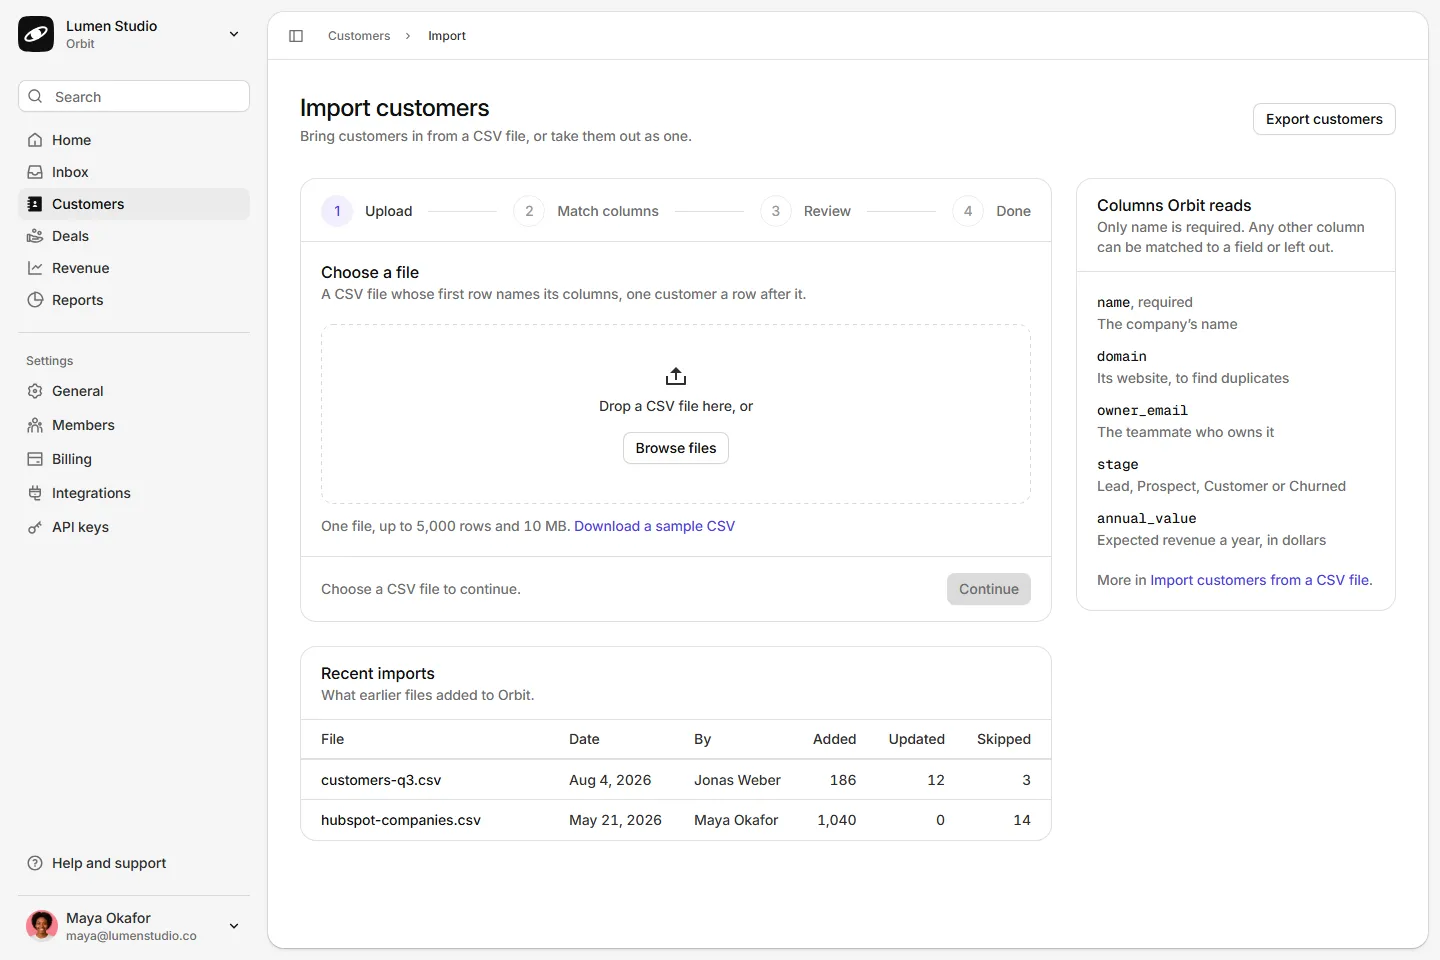 Lumen Studio
Orbit
Search
Home
Inbox
Customers
Deals
Revenue
Reports
Settings
General
Members
Billing
Integrations
API keys
Help and support
Maya Okafor
maya@lumenstudio.co
Customers › Import
Import customers
Bring customers in from a CSV file, or take them out as one.
Export customers
1 Upload 2 Match columns 3 Review 4 Done
Choose a file
A CSV file whose first row names its columns, one customer a row after it.
Drop a CSV file here, or
Browse files
One file, up to 5,000 rows and 10 MB. Download a sample CSV
Choose a CSV file to continue.
Continue
Columns Orbit reads
Only name is required. Any other column
can be matched to a field or left out.
name, required
The company’s name
domain
Its website, to find duplicates
owner_email
The teammate who owns it
stage
Lead, Prospect, Customer or Churned
annual_value
Expected revenue a year, in dollars
More in Import customers from a CSV file.
Recent imports
What earlier files added to Orbit.
File Date By Added Updated Skipped
customers-q3.csv Aug 4, 2026 Jonas Weber 186 12 3
hubspot-companies.csv May 21, 2026 Maya Okafor 1,040 0 14